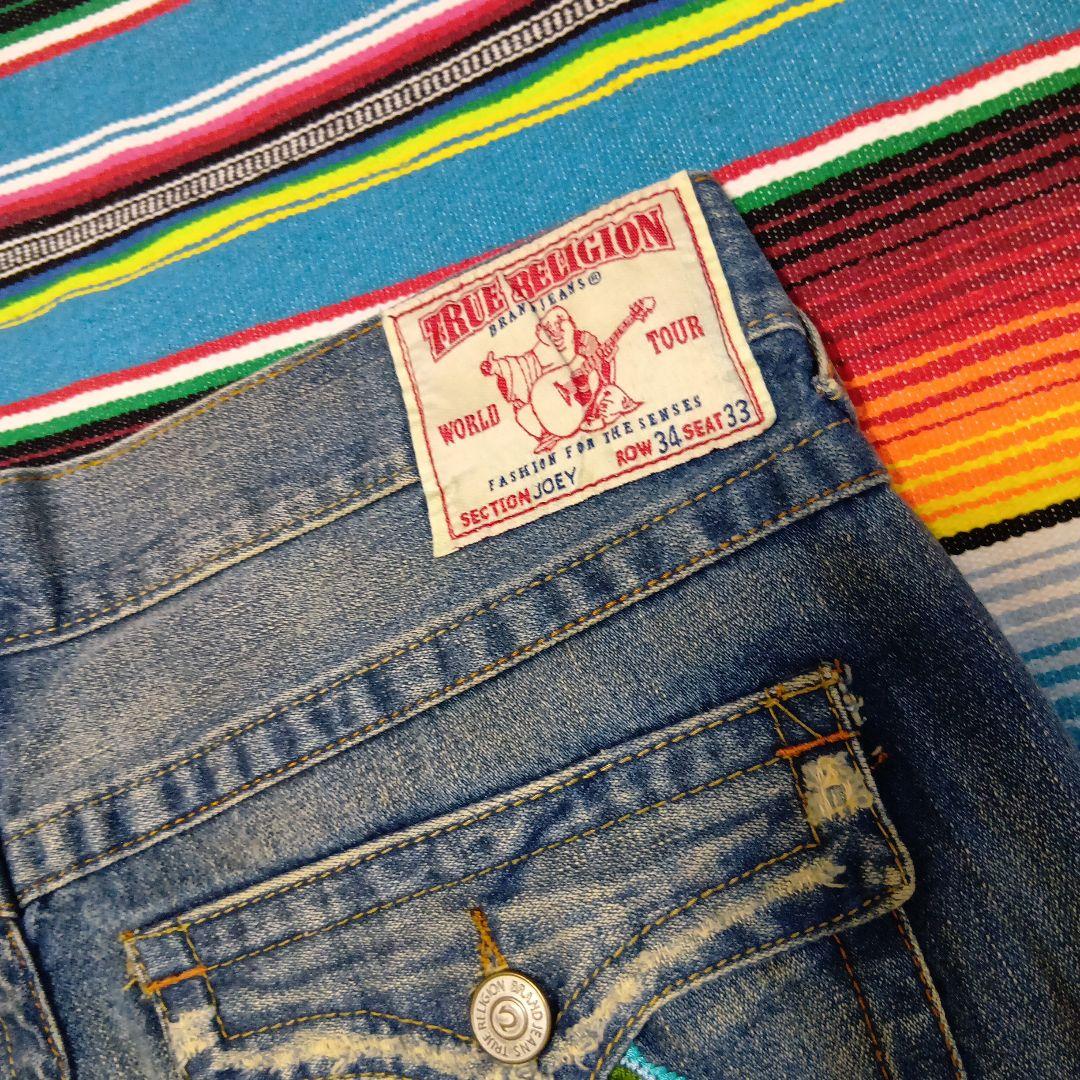 TRUE RELIGION
BRAND JEANS®
WORLD TOUR
FASHION FOR THE SENSES
SECTION JOEY ROW 34 SEAT 33
TRUE RELIGION BRAND JEANS